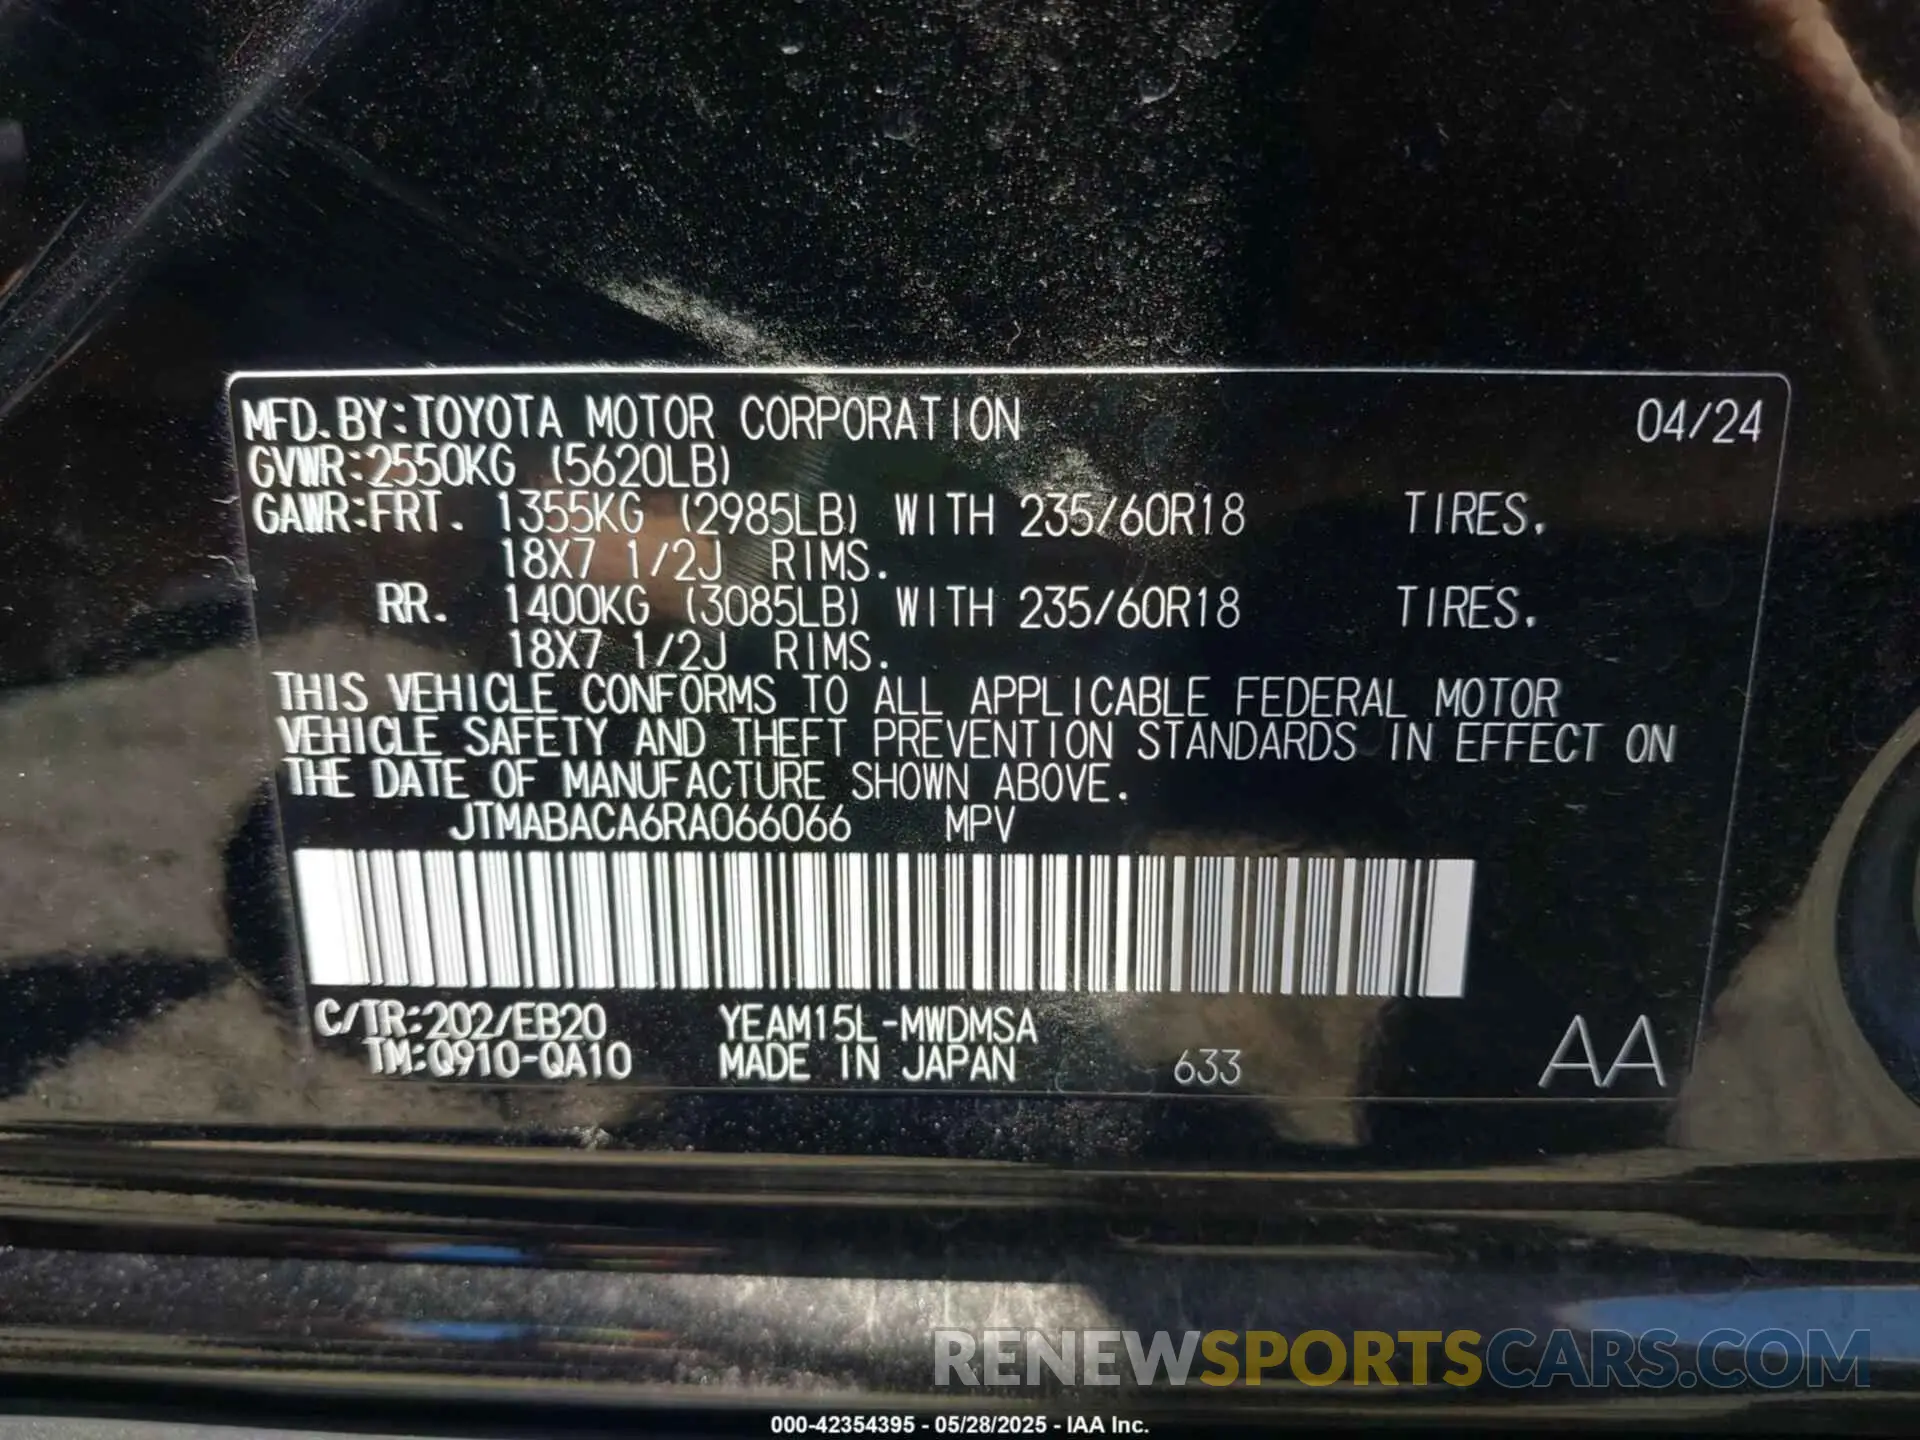 MFD. BY:TOYOTA MOTOR CORPORATION 04/24
GVWR:2550KG (5620LB)
GAWR:FRT. 1355KG (2985LB) WITH 235/60R18 TIRES.
18X7 1/2J RIMS.
RR. 1400KG (3085LB) WITH 235/60R18 TIRES.
18X7 1/2J RIMS.
THIS VEHICLE CONFORMS TO ALL APPLICABLE FEDERAL MOTOR
VEHICLE SAFETY AND THEFT PREVENTION STANDARDS IN EFFECT ON
THE DATE OF MANUFACTURE SHOWN ABOVE.
JTMABACA6RA066066 MPV
C/TR:202/EB20 YEAM15L-MWDMSA
TM:Q910-QA10 MADE IN JAPAN 633 AA
RENEWSPORTSCARS.COM
000-42354395 - 05/28/2025 - IAA Inc.